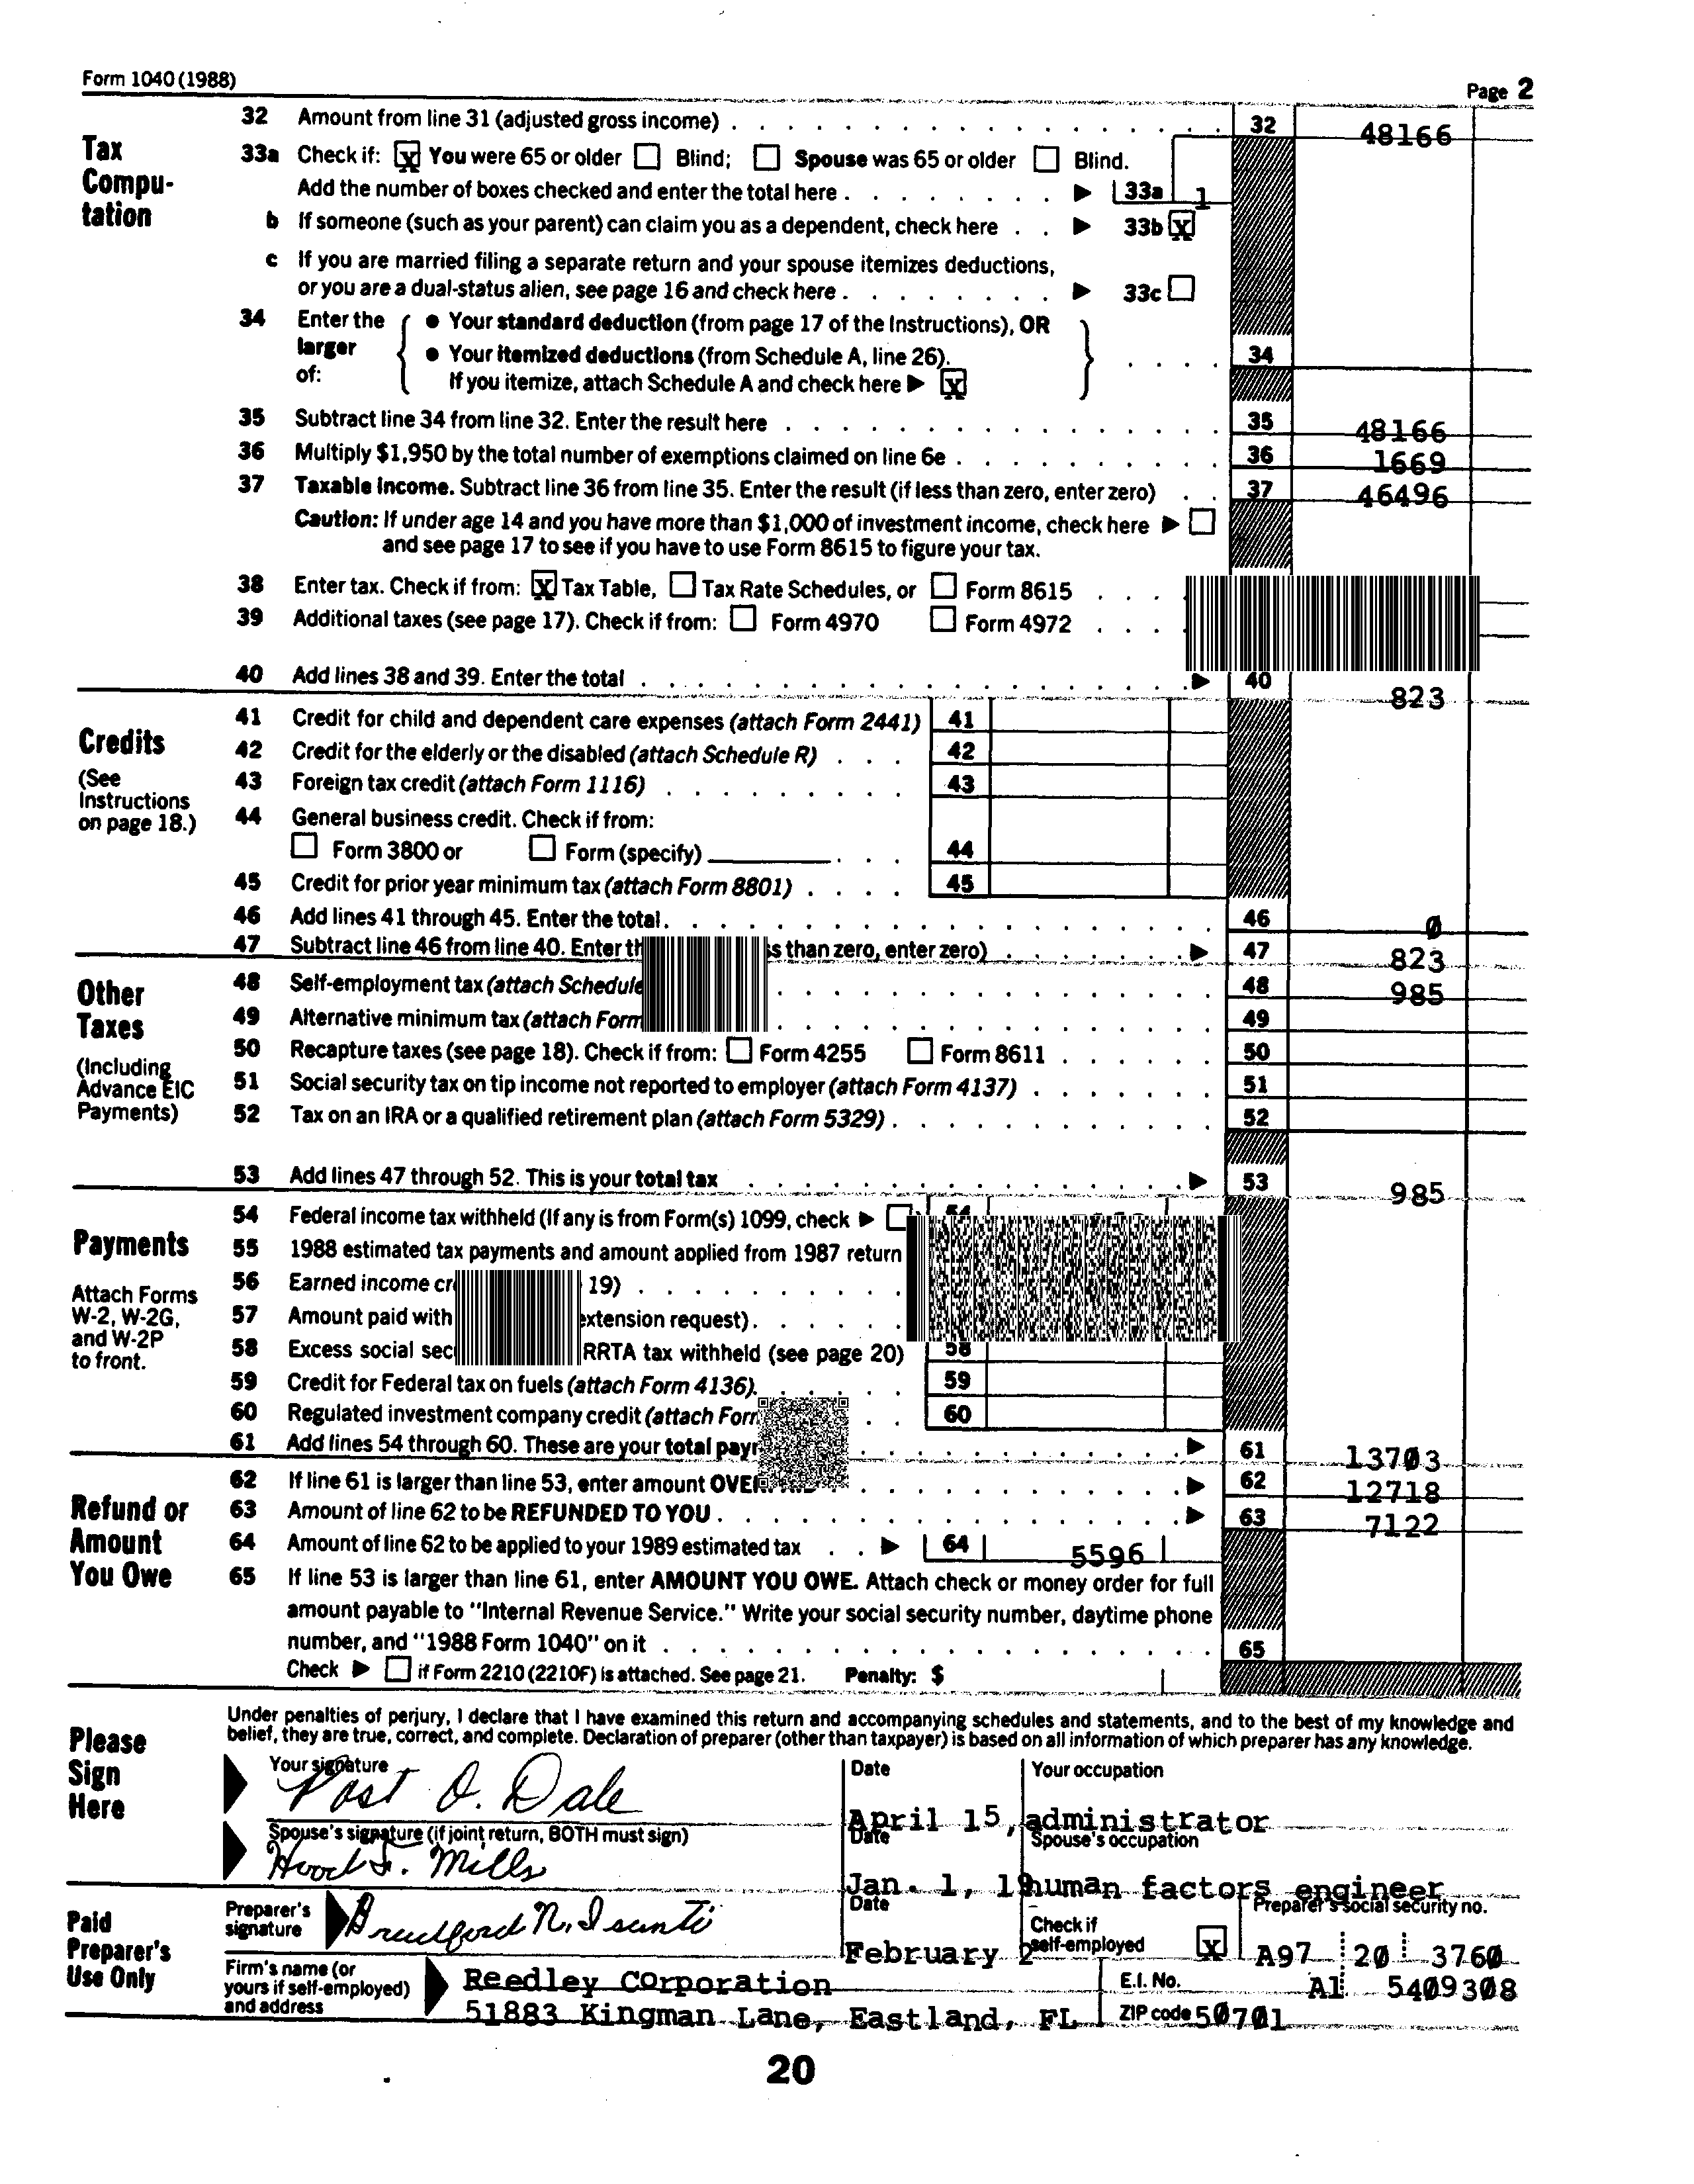 Form 1040 (1988) Page 2
Tax Computation
32 Amount from line 31 (adjusted gross income) 32 48166
33a Check if: X You were 65 or older Blind; Spouse was 65 or older Blind.
Add the number of boxes checked and enter the total here 33a 1
b If someone (such as your parent) can claim you as a dependent, check here 33b X
c If you are married filing a separate return and your spouse itemizes deductions,
or you are a dual-status alien, see page 16 and check here 33c
34 Enter the larger of:
• Your standard deduction (from page 17 of the Instructions), OR
• Your itemized deductions (from Schedule A, line 26). 34
If you itemize, attach Schedule A and check here X
35 Subtract line 34 from line 32. Enter the result here 35 48166
36 Multiply $1,950 by the total number of exemptions claimed on line 6e 36 1669
37 Taxable income. Subtract line 36 from line 35. Enter the result (if less than zero, enter zero) 37 46496
Caution: If under age 14 and you have more than $1,000 of investment income, check here
and see page 17 to see if you have to use Form 8615 to figure your tax.
38 Enter tax. Check if from: X Tax Table, Tax Rate Schedules, or Form 8615
39 Additional taxes (see page 17). Check if from: Form 4970 Form 4972
40 Add lines 38 and 39. Enter the total 40 823
Credits
(See Instructions on page 18.)
41 Credit for child and dependent care expenses (attach Form 2441) 41
42 Credit for the elderly or the disabled (attach Schedule R) 42
43 Foreign tax credit (attach Form 1116) 43
44 General business credit. Check if from:
Form 3800 or Form (specify) 44
45 Credit for prior year minimum tax (attach Form 8801) 45
46 Add lines 41 through 45. Enter the total 46 0
47 Subtract line 46 from line 40. Enter than zero, enter zero) 47 823
Other Taxes
(Including Advance EIC Payments)
48 Self-employment tax (attach Schedule 48 985
49 Alternative minimum tax (attach Form 49
50 Recapture taxes (see page 18). Check if from: Form 4255 Form 8611 50
51 Social security tax on tip income not reported to employer (attach Form 4137) 51
52 Tax on an IRA or a qualified retirement plan (attach Form 5329) 52
53 Add lines 47 through 52. This is your total tax 53 985
Payments
Attach Forms W-2, W-2G, and W-2P to front.
54 Federal income tax withheld (If any is from Form(s) 1099, check
55 1988 estimated tax payments and amount applied from 1987 return
56 Earned income 19)
57 Amount paid with extension request)
58 Excess social RRTA tax withheld (see page 20) 58
59 Credit for Federal tax on fuels (attach Form 4136) 59
60 Regulated investment company credit (attach 60
61 Add lines 54 through 60. These are your total 61 13703
Refund or Amount You Owe
62 If line 61 is larger than line 53, enter amount 62 12718
63 Amount of line 62 to be REFUNDED TO YOU 63 7122
64 Amount of line 62 to be applied to your 1989 estimated tax 64 5596
65 If line 53 is larger than line 61, enter AMOUNT YOU OWE. Attach check or money order for full
amount payable to "Internal Revenue Service." Write your social security number, daytime phone
number, and "1988 Form 1040" on it 65
Check if Form 2210 (2210F) is attached. See page 21. Penalty: $
Please Sign Here
Under penalties of perjury, I declare that I have examined this return and accompanying schedules and statements, and to the best of my knowledge and
belief, they are true, correct, and complete. Declaration of preparer (other than taxpayer) is based on all information of which preparer has any knowledge.
Your signature Date Your occupation
Post O. Dale April 15, administrator
Spouse's signature (if joint return, BOTH must sign) Date Spouse's occupation
Hood F. Mills Jan. 1, 19 human factors engineer
Paid Preparer's Use Only
Preparer's signature Date Check if self-employed X Preparer's social security no.
Bradford N. Isunti February 2 A97 20 3760
Firm's name (or yours if self-employed) and address
Reedley Corporation E.I. No. A1 5409308
51883 Kingman Lane, Eastland, FL ZIP code 50701
20